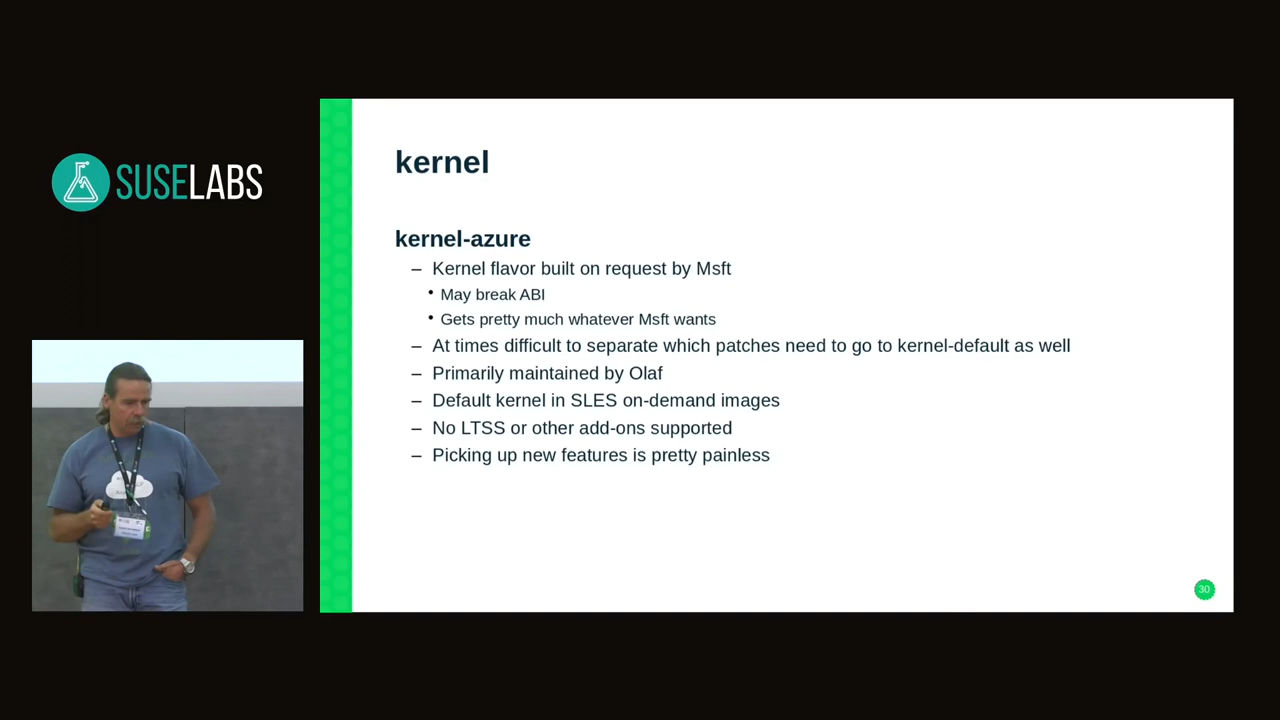 SUSELABS
kernel
kernel-azure
– Kernel flavor built on request by Msft
• May break ABI
• Gets pretty much whatever Msft wants
– At times difficult to separate which patches need to go to kernel-default as well
– Primarily maintained by Olaf
– Default kernel in SLES on-demand images
– No LTSS or other add-ons supported
– Picking up new features is pretty painless
30